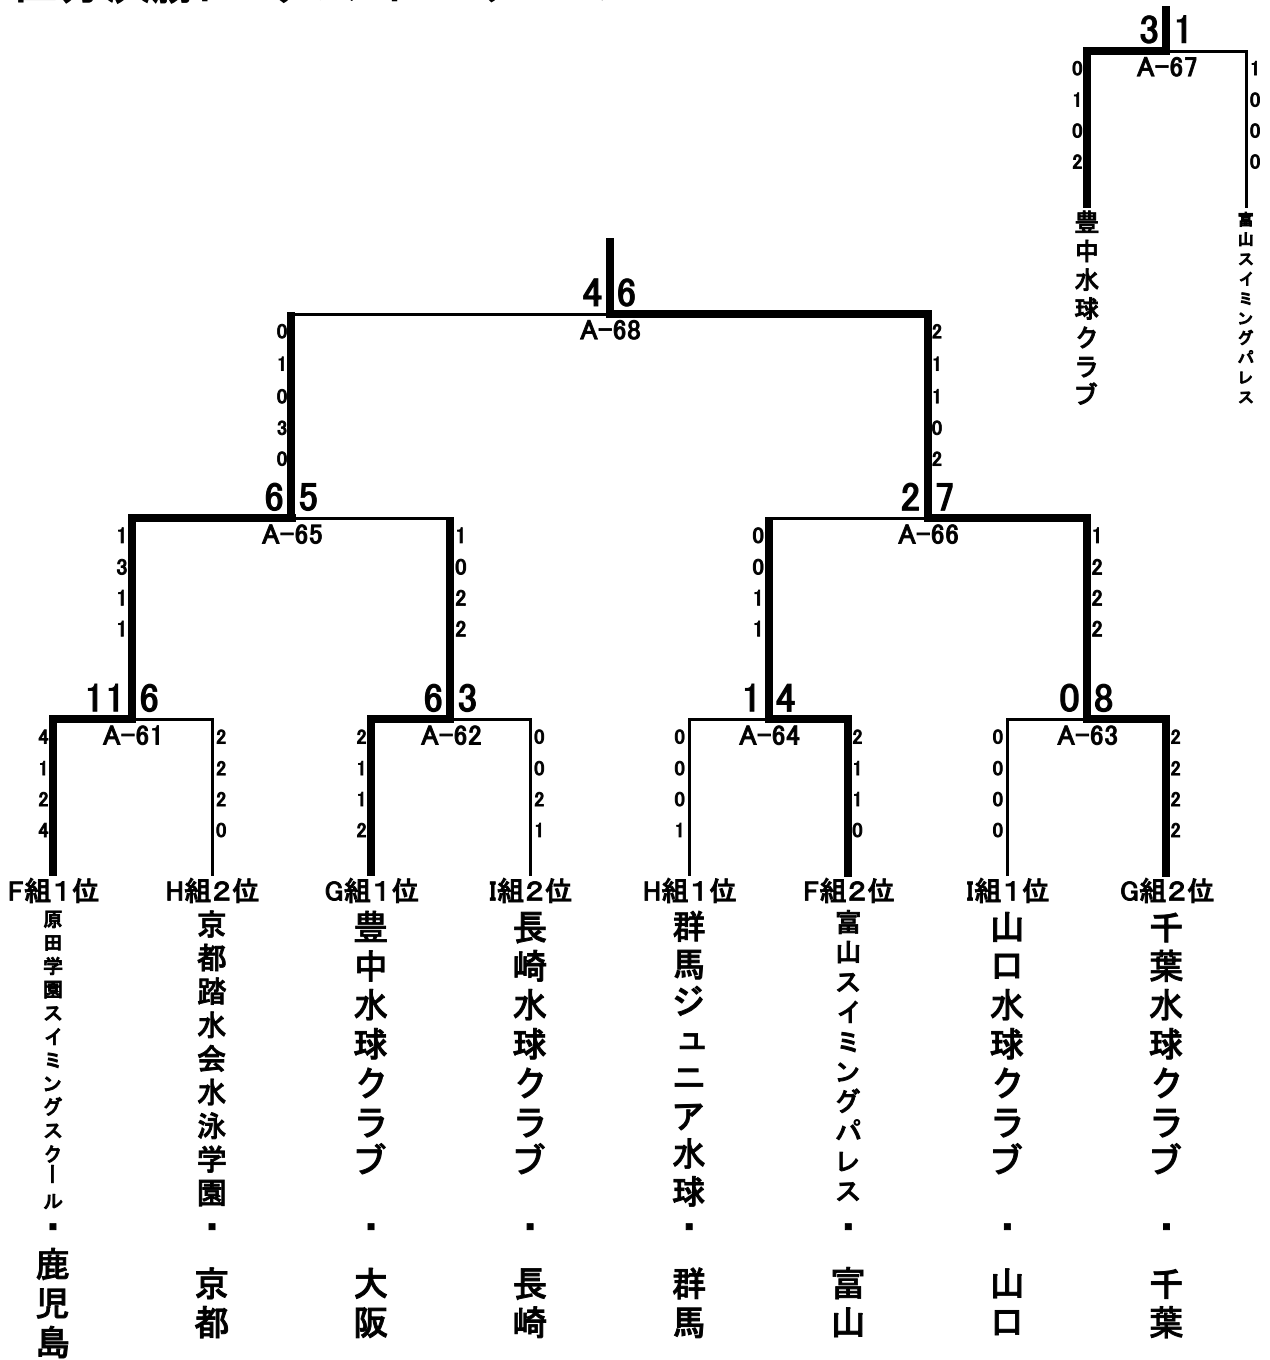 3 1
A-67
0 1
1 0
0 0
2 0
豊中水球クラブ
富山スイミングパレス
4 6
A-68
0 2
1 1
0 1
3 0
0 2
6 5
A-65
1 1
3 0
1 2
1 2
2 7
A-66
0 1
0 2
1 2
1 2
11 6
A-61
4 2
1 2
2 2
4 0
6 3
A-62
2 0
1 0
1 2
2 1
1 4
A-64
0 2
0 1
0 1
1 0
0 8
A-63
0 2
0 2
0 2
0 2
F組1位
原田学園スイミングスクール・鹿児島
H組2位
京都踏水会水泳学園・京都
G組1位
豊中水球クラブ・大阪
I組2位
長崎水球クラブ・長崎
H組1位
群馬ジュニア水球・群馬
F組2位
富山スイミングパレス・富山
I組1位
山口水球クラブ・山口
G組2位
千葉水球クラブ・千葉